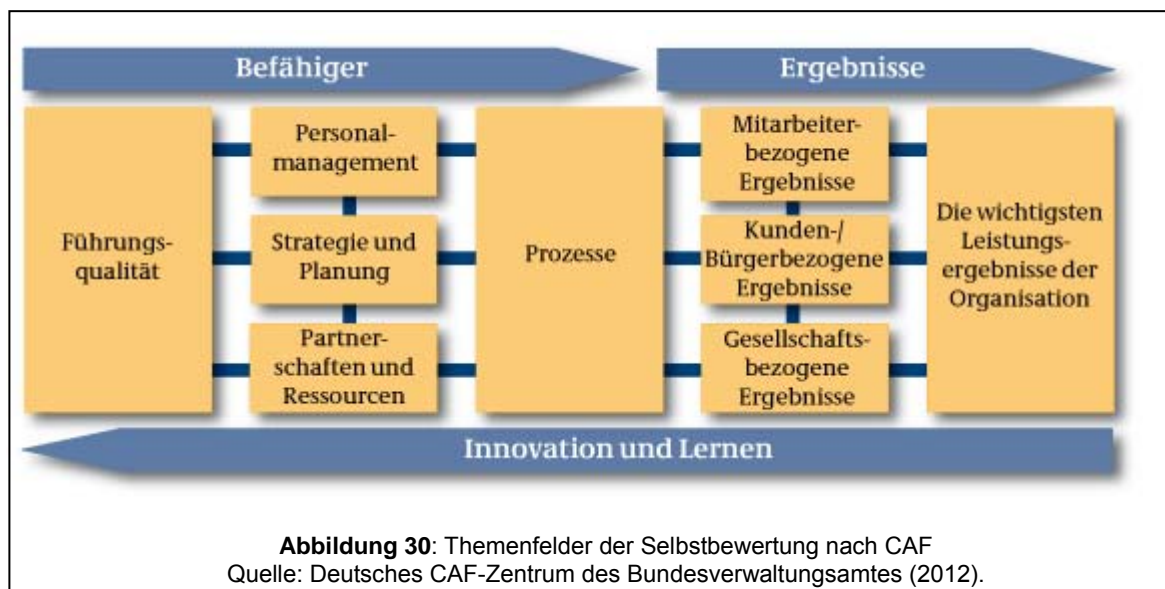 Befähiger
Ergebnisse
Führungs-
qualität
Personal-
management
Strategie und
Planung
Partner-
schaften und
Ressourcen
Prozesse
Mitarbeiter-
bezogene
Ergebnisse
Kunden-/
Bürgerbezogene
Ergebnisse
Gesellschafts-
bezogene
Ergebnisse
Die wichtigsten
Leistungs-
ergebnisse der
Organisation
Innovation und Lernen
Abbildung 30: Themenfelder der Selbstbewertung nach CAF
Quelle: Deutsches CAF-Zentrum des Bundesverwaltungsamtes (2012).